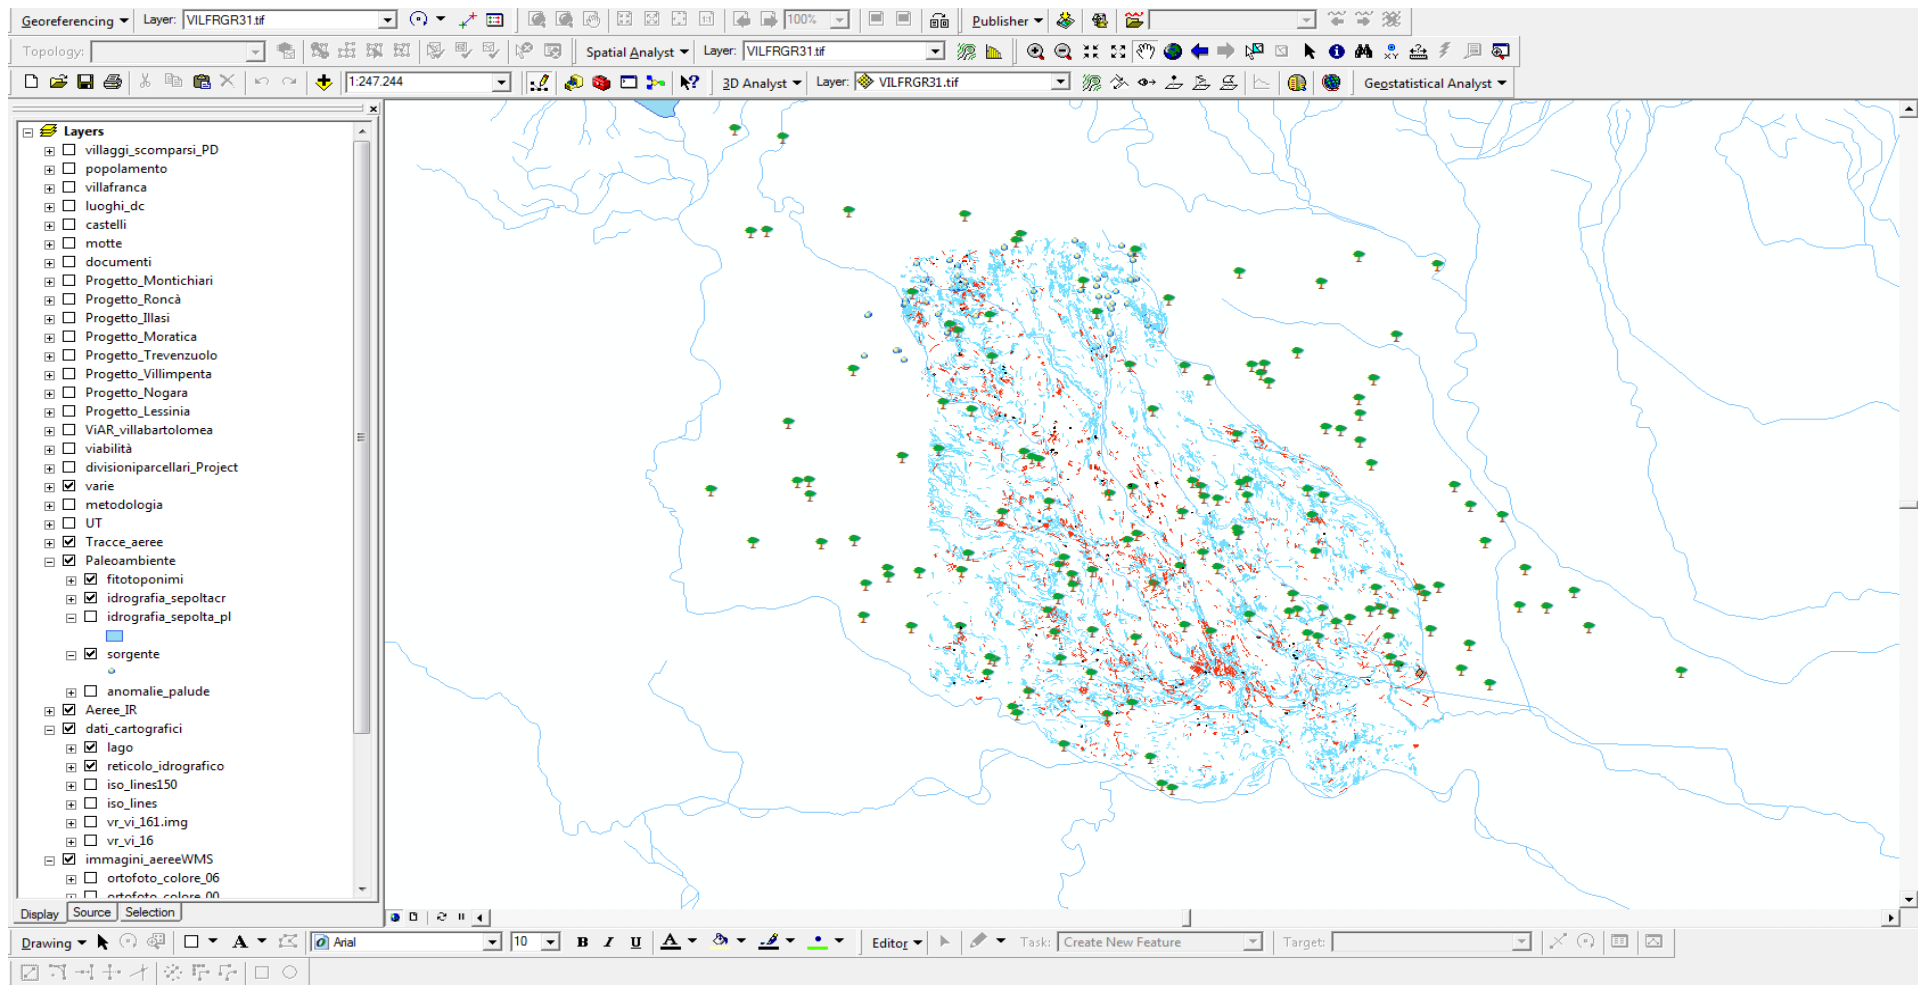 Georeferencing Layer: VILFRGR31.tif 100% Publisher
Topology: Spatial Analyst Layer: VILFRGR31.tif
1:247.244 3D Analyst Layer: VILFRGR31.tif Geostatistical Analyst
Layers
villaggi_scomparsi_PD
popolamento
villafranca
luoghi_dc
castelli
motte
documenti
Progetto_Montichiari
Progetto_Roncà
Progetto_Illasi
Progetto_Moratica
Progetto_Trevenzuolo
Progetto_Villimpenta
Progetto_Nogara
Progetto_Lessinia
ViAR_villabartolomea
viabilità
divisioniparcellari_Project
varie
metodologia
UT
Tracce_aeree
Paleoambiente
fitotoponimi
idrografia_sepoltacr
idrografia_sepolta_pl
sorgente
anomalie_palude
Aeree_IR
dati_cartografici
lago
reticolo_idrografico
iso_lines150
iso_lines
vr_vi_161.img
vr_vi_16
immagini_aereeWMS
ortofoto_colore_06
ortofoto_colore_00
Display Source Selection
Drawing A Arial 10 B I U A Editor Task: Create New Feature Target: